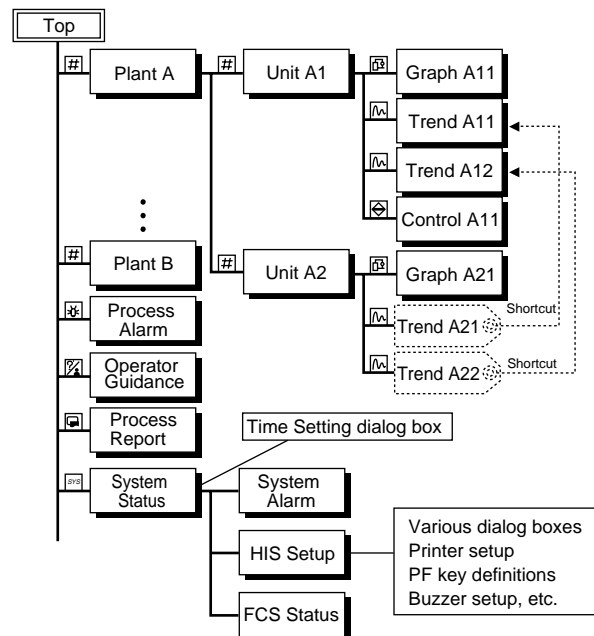 Top
# Plant A
# Unit A1
Graph A11
Trend A11
Trend A12
Control A11
# Plant B
# Unit A2
Graph A21
Trend A21
Shortcut
Trend A22
Shortcut
Process
Alarm
Operator
Guidance
Process
Report
Time Setting dialog box
SYS
System
Status
System
Alarm
HIS Setup
FCS Status
Various dialog boxes
Printer setup
PF key definitions
Buzzer setup, etc.